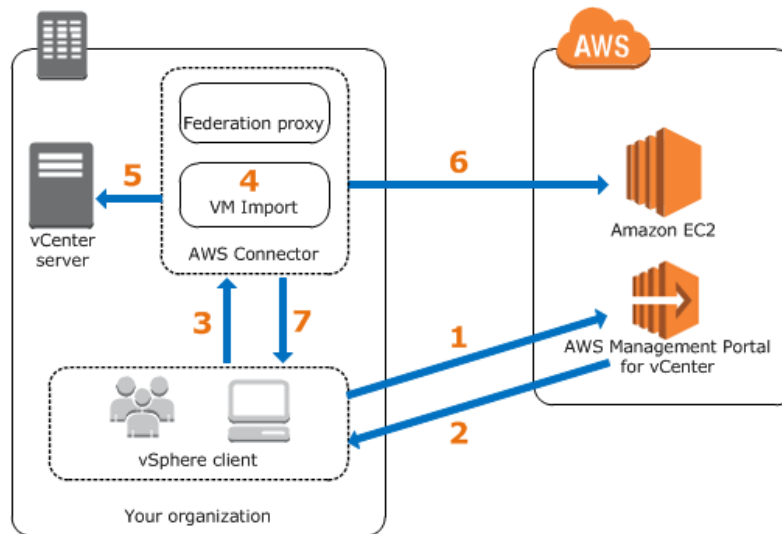 AWS
Federation proxy
5
4
6
VM Import
vCenter
server
AWS Connector
Amazon EC2
3
7
1
AWS Management Portal
for vCenter
2
vSphere client
Your organization